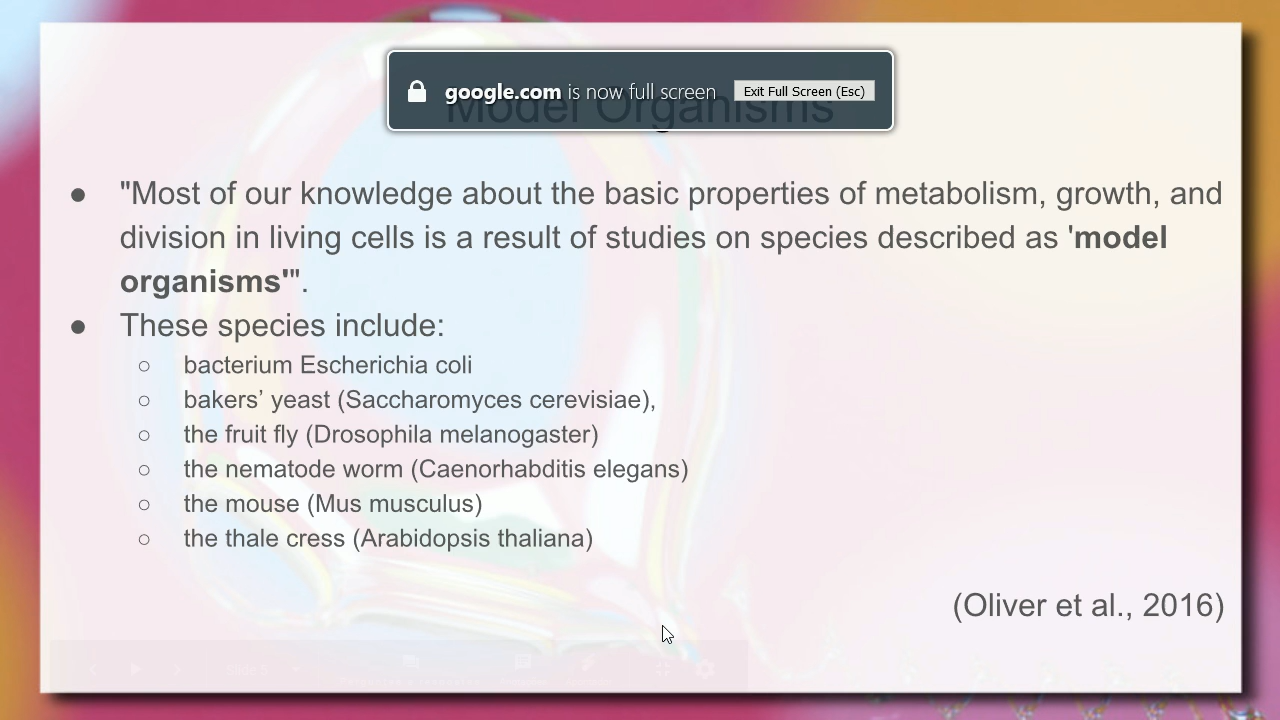 google.com is now full screen Exit Full Screen (Esc)
Model Organisms
● "Most of our knowledge about the basic properties of metabolism, growth, and
division in living cells is a result of studies on species described as 'model
organisms'".
● These species include:
○ bacterium Escherichia coli
○ bakers’ yeast (Saccharomyces cerevisiae),
○ the fruit fly (Drosophila melanogaster)
○ the nematode worm (Caenorhabditis elegans)
○ the mouse (Mus musculus)
○ the thale cress (Arabidopsis thaliana)
(Oliver et al., 2016)